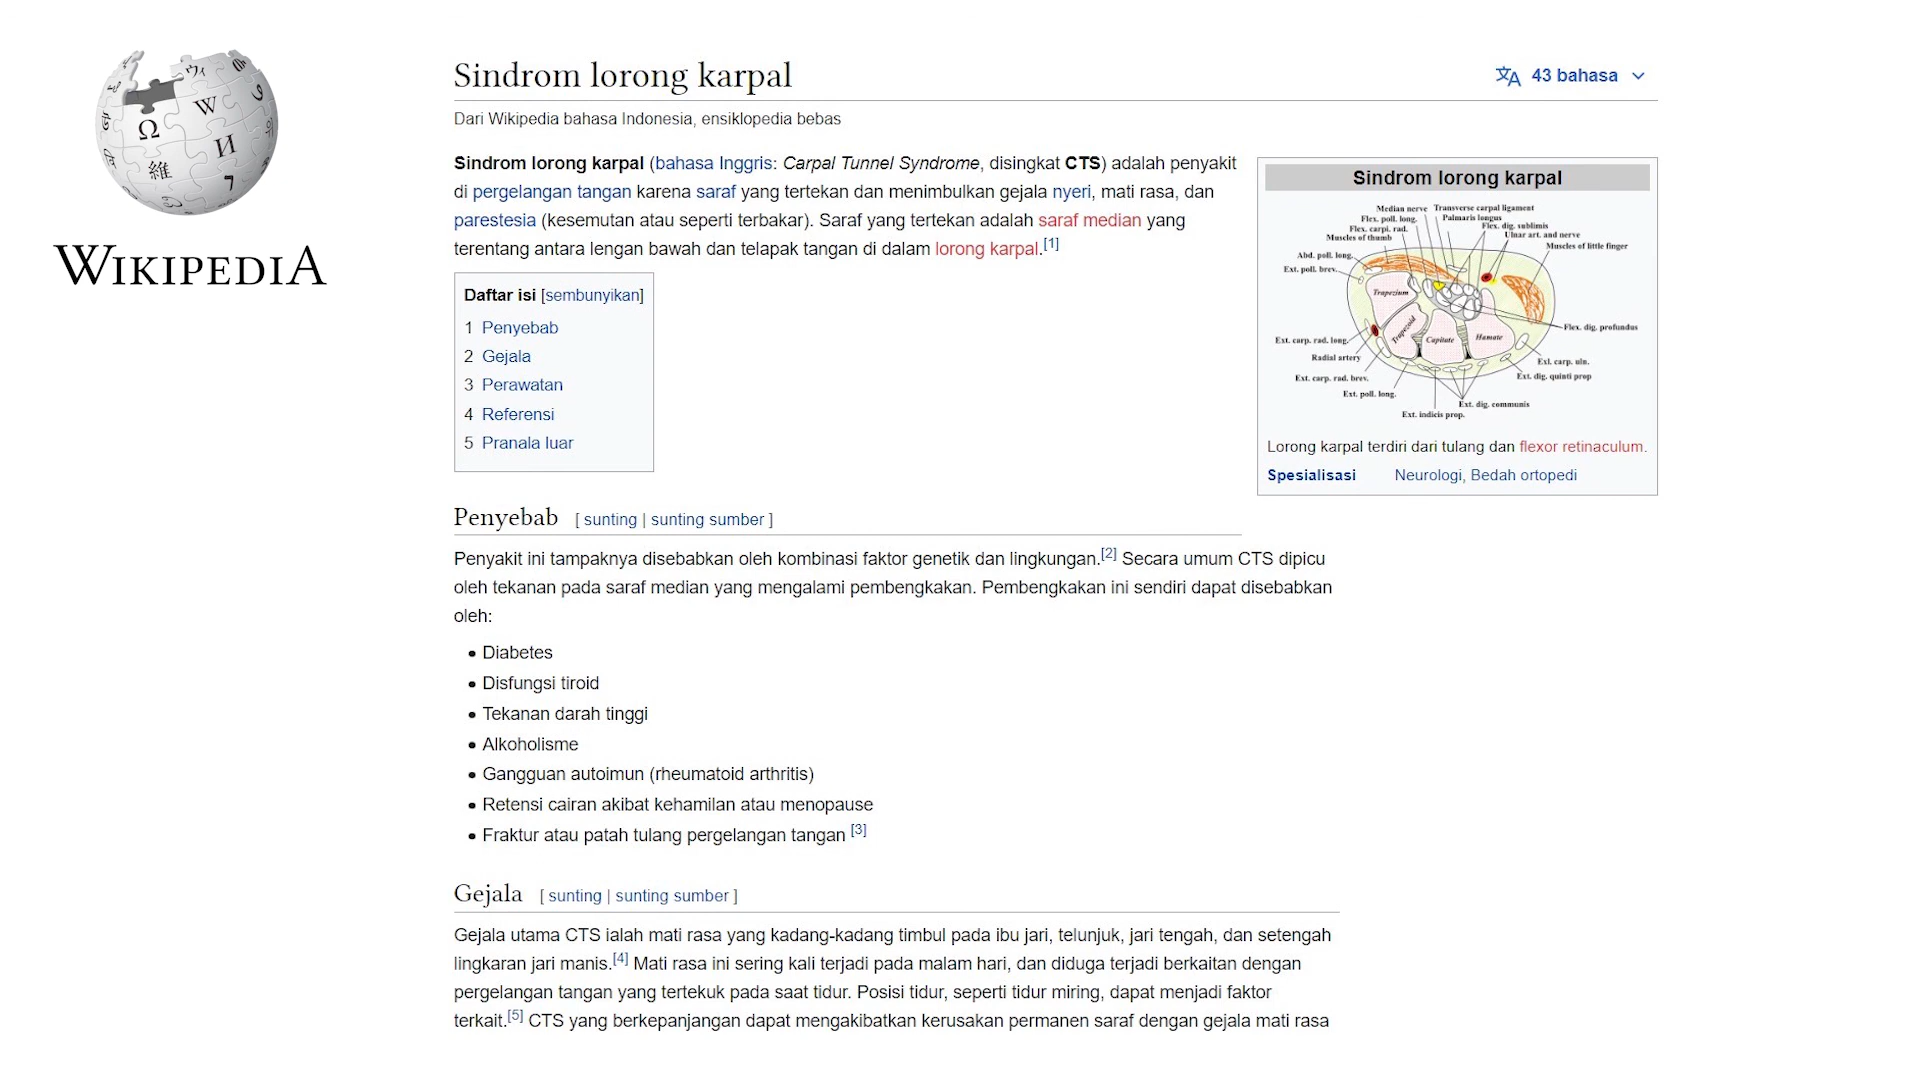 WIKIPEDIA
Sindrom lorong karpal
43 bahasa
Dari Wikipedia bahasa Indonesia, ensiklopedia bebas
Sindrom lorong karpal (bahasa Inggris: Carpal Tunnel Syndrome, disingkat CTS) adalah penyakit
di pergelangan tangan karena saraf yang tertekan dan menimbulkan gejala nyeri, mati rasa, dan
parestesia (kesemutan atau seperti terbakar). Saraf yang tertekan adalah saraf median yang
terentang antara lengan bawah dan telapak tangan di dalam lorong karpal.[1]
Sindrom lorong karpal
Median nerve
Transverse carpal ligament
Flex. poll. long.
Palmaris longus
Flex. carpi. rad.
Flex. dig. sublimis
Muscles of thumb
Ulnar art. and nerve
Muscles of little finger
Abd. poll. long.
Ext. poll. brev.
Trapezium
Trapezoid
Capitate
Hamate
Flex. dig. profundus
Ext. carp. rad. long.
Radial artery
Ext. carp. uln.
Ext. carp. rad. brev.
Ext. dig. quinti prop
Ext. poll. long.
Ext. dig. communis
Ext. indicis prop.
Lorong karpal terdiri dari tulang dan flexor retinaculum.
Spesialisasi Neurologi, Bedah ortopedi
Daftar isi [sembunyikan]
1 Penyebab
2 Gejala
3 Perawatan
4 Referensi
5 Pranala luar
Penyebab [ sunting | sunting sumber ]
Penyakit ini tampaknya disebabkan oleh kombinasi faktor genetik dan lingkungan.[2] Secara umum CTS dipicu
oleh tekanan pada saraf median yang mengalami pembengkakan. Pembengkakan ini sendiri dapat disebabkan
oleh:
• Diabetes
• Disfungsi tiroid
• Tekanan darah tinggi
• Alkoholisme
• Gangguan autoimun (rheumatoid arthritis)
• Retensi cairan akibat kehamilan atau menopause
• Fraktur atau patah tulang pergelangan tangan [3]
Gejala [ sunting | sunting sumber ]
Gejala utama CTS ialah mati rasa yang kadang-kadang timbul pada ibu jari, telunjuk, jari tengah, dan setengah
lingkaran jari manis.[4] Mati rasa ini sering kali terjadi pada malam hari, dan diduga terjadi berkaitan dengan
pergelangan tangan yang tertekuk pada saat tidur. Posisi tidur, seperti tidur miring, dapat menjadi faktor
terkait.[5] CTS yang berkepanjangan dapat mengakibatkan kerusakan permanen saraf dengan gejala mati rasa